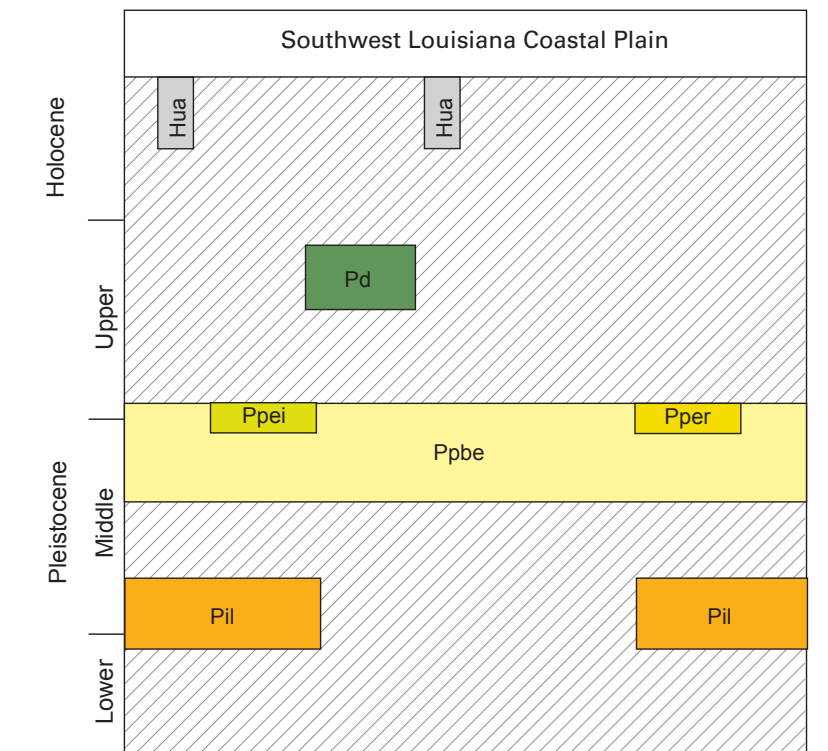 Southwest Louisiana Coastal Plain
Holocene
Hua
Hua
Upper
Pd
Ppei
Pper
Ppbe
Pleistocene
Middle
Pil
Pil
Lower